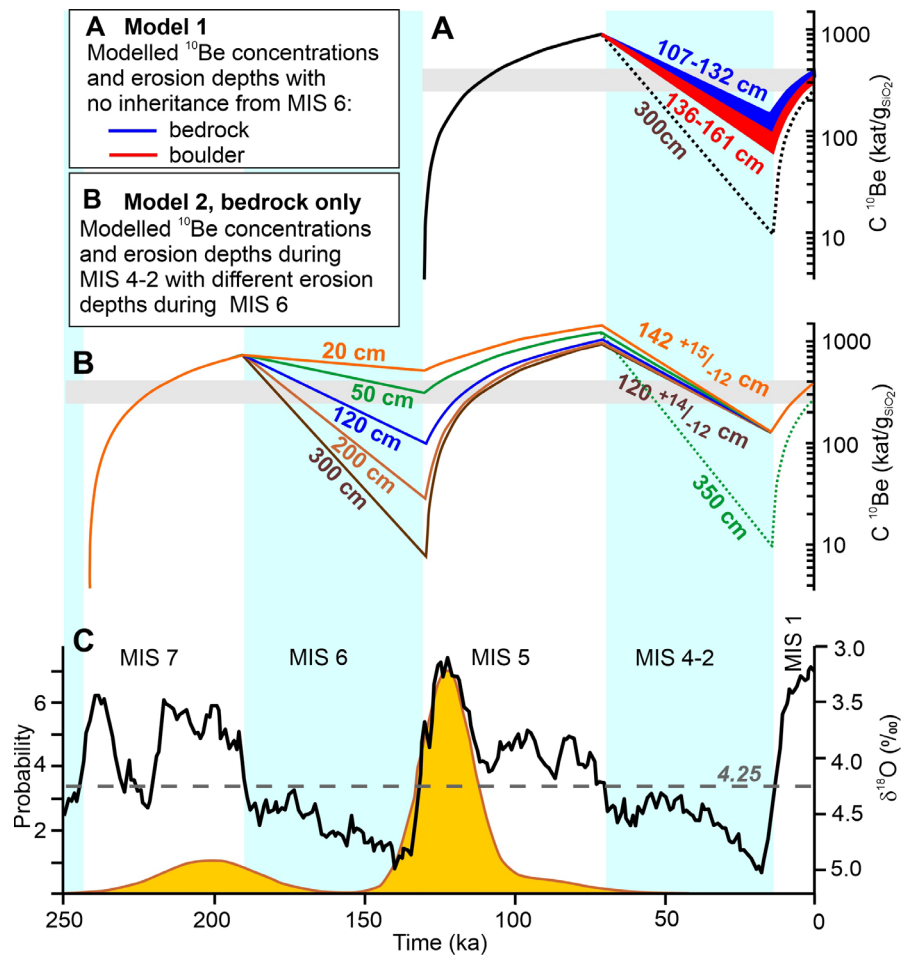 A Model 1
Modelled ¹⁰Be concentrations
and erosion depths with
no inheritance from MIS 6:
bedrock
boulder
B Model 2, bedrock only
Modelled ¹⁰Be concentrations
and erosion depths during
MIS 4-2 with different erosion
depths during MIS 6
A
107-132 cm
136-161 cm
300cm
1000
100
10
C ¹⁰Be (kat/gSiO2)
B
20 cm
50 cm
120 cm
200 cm
300 cm
142 +15/-12 cm
120 +14/-12 cm
350 cm
1000
100
10
C ¹⁰Be (kat/gSiO2)
C
MIS 7
MIS 6
MIS 5
MIS 4-2
MIS 1
Probability
6
4
2
4.25
3.0
3.5
4.0
4.5
5.0
δ¹⁸O (‰)
250
200
150
100
50
0
Time (ka)